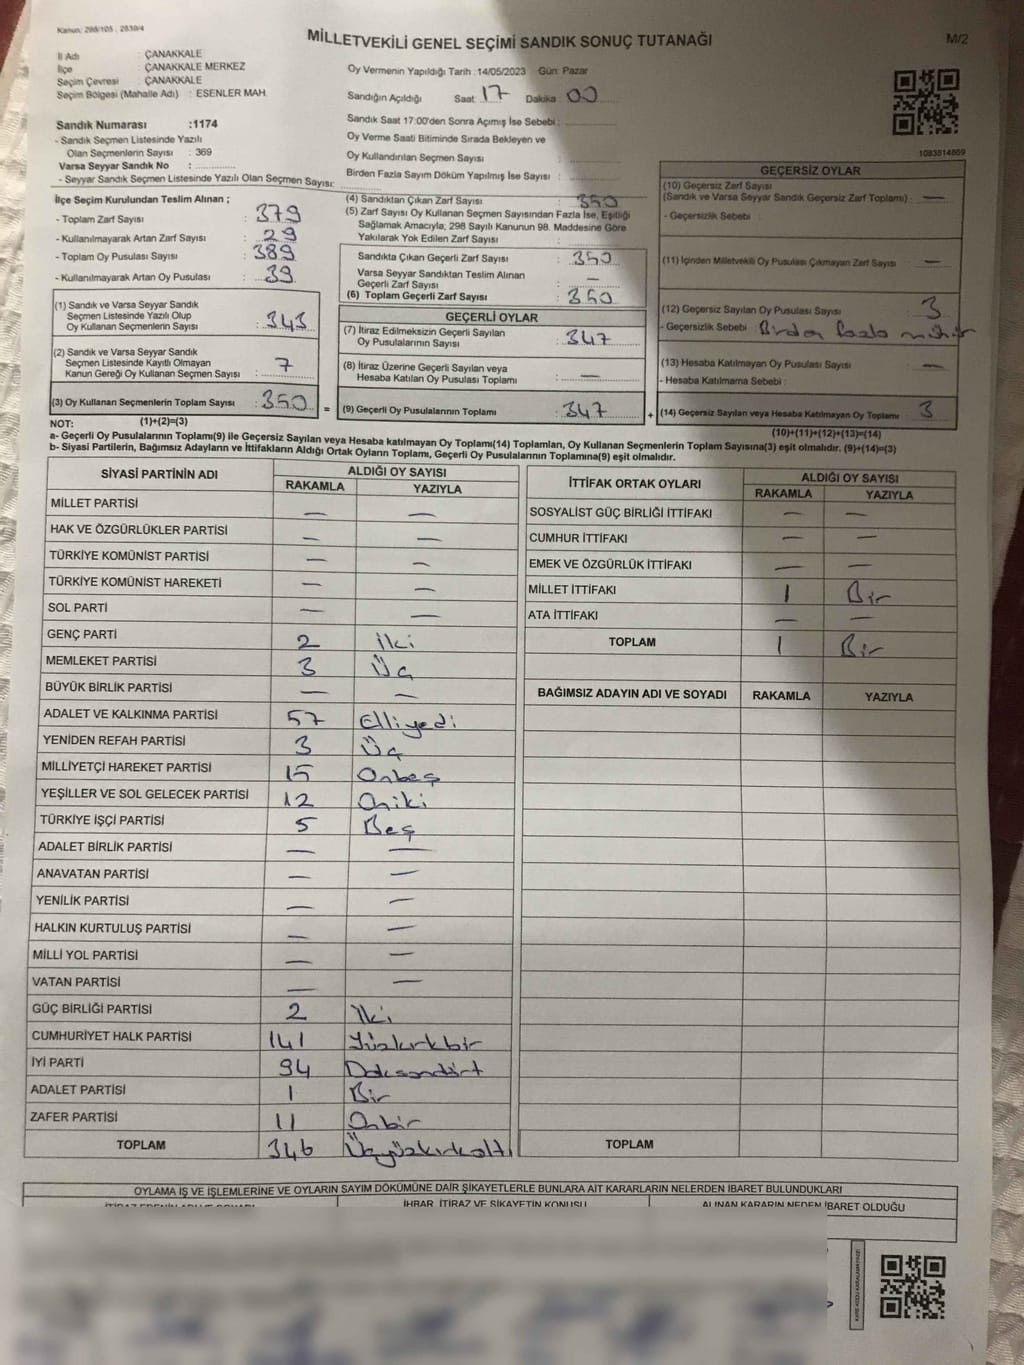 Kanun: 298/105 , 2839/4
MİLLETVEKİLİ GENEL SEÇİMİ SANDIK SONUÇ TUTANAĞI
M/2
İl Adı : ÇANAKKALE
İlçe : ÇANAKKALE MERKEZ
Seçim Çevresi : ÇANAKKALE
Seçim Bölgesi (Mahalle Adı) : ESENLER MAH.
Sandık Numarası :1174
- Sandık Seçmen Listesinde Yazılı
Olan Seçmenlerin Sayısı : 369
Varsa Seyyar Sandık No :
- Seyyar Sandık Seçmen Listesinde Yazılı Olan Seçmen Sayısı:
Oy Vermenin Yapıldığı Tarih : 14/05/2023 Gün: Pazar
Sandığın Açıldığı Saat 17 Dakika 00
Sandık Saat 17:00'den Sonra Açımış İse Sebebi :
Oy Verme Saati Bitiminde Sırada Bekleyen ve
Oy Kullandırılan Seçmen Sayısı :
Birden Fazla Sayım Döküm Yapılmış İse Sayısı :
İlçe Seçim Kurulundan Teslim Alınan ;
- Toplam Zarf Sayısı : 379
- Kullanılmayarak Artan Zarf Sayısı : 29
- Toplam Oy Pusulası Sayısı : 389
- Kullanılmayarak Artan Oy Pusulası : 39
(1) Sandık ve Varsa Seyyar Sandık
Seçmen Listesinde Yazılı Olup
Oy Kullanan Seçmenlerin Sayısı : 343
(2) Sandık ve Varsa Seyyar Sandık
Seçmen Listesinde Kayıtlı Olmayan
Kanun Gereği Oy Kullanan Seçmen Sayısı : 7
(3) Oy Kullanan Seçmenlerin Toplam Sayısı : 350
(4) Sandıktan Çıkan Zarf Sayısı : 350
(5) Zarf Sayısı Oy Kullanan Seçmen Sayısından Fazla İse, Eşitliği
Sağlamak Amacıyla; 298 Sayılı Kanunun 98. Maddesine Göre
Yakılarak Yok Edilen Zarf Sayısı :
Sandıkta Çıkan Geçerli Zarf Sayısı : 350
Varsa Seyyar Sandıktan Teslim Alınan
Geçerli Zarf Sayısı : —
(6) Toplam Geçerli Zarf Sayısı : 350
GEÇERLİ OYLAR
(7) İtiraz Edilmeksizin Geçerli Sayılan
Oy Pusulalarının Sayısı : 347
(8) İtiraz Üzerine Geçerli Sayılan veya
Hesaba Katılan Oy Pusulası Toplamı : —
= (9) Geçerli Oy Pusulalarının Toplamı : 347
1083514869
GEÇERSİZ OYLAR
(10) Geçersiz Zarf Sayısı
(Sandık ve Varsa Seyyar Sandık Geçersiz Zarf Toplamı) : —
- Geçersizlik Sebebi :
(11) İçinden Milletvekili Oy Pusulası Çıkmayan Zarf Sayısı : —
(12) Geçersiz Sayılan Oy Pusulası Sayısı : 3
- Geçersizlik Sebebi : Birden fazla mühür
(13) Hesaba Katılmayan Oy Pusulası Sayısı : —
- Hesaba Katılmama Sebebi :
+ (14) Geçersiz Sayılan veya Hesaba Katılmayan Oy Toplamı : 3
NOT: (1)+(2)=(3)
(10)+(11)+(12)+(13)=(14)
a- Geçerli Oy Pusulalarının Toplamı(9) ile Geçersiz Sayılan veya Hesaba katılmayan Oy Toplamı(14) Toplamları, Oy Kullanan Seçmenlerin Toplam Sayısına(3) eşit olmalıdır. (9)+(14)=(3)
b- Siyasi Partilerin, Bağımsız Adayların ve İttifakların Aldığı Ortak Oyların Toplamı, Geçerli Oy Pusulalarının Toplamına(9) eşit olmalıdır.
SİYASİ PARTİNİN ADI
ALDIĞI OY SAYISI
RAKAMLA YAZIYLA
MİLLET PARTİSİ — —
HAK VE ÖZGÜRLÜKLER PARTİSİ — —
TÜRKİYE KOMÜNİST PARTİSİ — —
TÜRKİYE KOMÜNİST HAREKETİ — —
SOL PARTİ — —
GENÇ PARTİ 2 İki
MEMLEKET PARTİSİ 3 Üç
BÜYÜK BİRLİK PARTİSİ — —
ADALET VE KALKINMA PARTİSİ 57 Elliyedi
YENİDEN REFAH PARTİSİ 3 Üç
MİLLİYETÇİ HAREKET PARTİSİ 15 Onbeş
YEŞİLLER VE SOL GELECEK PARTİSİ 12 Oniki
TÜRKİYE İŞÇİ PARTİSİ 5 Beş
ADALET BİRLİK PARTİSİ — —
ANAVATAN PARTİSİ — —
YENİLİK PARTİSİ — —
HALKIN KURTULUŞ PARTİSİ — —
MİLLİ YOL PARTİSİ — —
VATAN PARTİSİ — —
GÜÇ BİRLİĞİ PARTİSİ 2 İki
CUMHURİYET HALK PARTİSİ 141 Yüzkırkbir
İYİ PARTİ 94 Doksandört
ADALET PARTİSİ 1 Bir
ZAFER PARTİSİ 11 Onbir
TOPLAM 346 Üçyüzkırkaltı
İTTİFAK ORTAK OYLARI
ALDIĞI OY SAYISI
RAKAMLA YAZIYLA
SOSYALİST GÜÇ BİRLİĞİ İTTİFAKI — —
CUMHUR İTTİFAKI — —
EMEK VE ÖZGÜRLÜK İTTİFAKI — —
MİLLET İTTİFAKI 1 Bir
ATA İTTİFAKI — —
TOPLAM 1 Bir
BAĞIMSIZ ADAYIN ADI VE SOYADI RAKAMLA YAZIYLA
TOPLAM
OYLAMA İŞ VE İŞLEMLERİNE VE OYLARIN SAYIM DÖKÜMÜNE DAİR ŞİKAYETLERLE BUNLARA AİT KARARLARIN NELERDEN İBARET BULUNDUKLARI
İHBAR, İTİRAZ VE ŞİKAYETİN KONUSU
ALINAN KARARIN NEDEN İBARET OLDUĞU